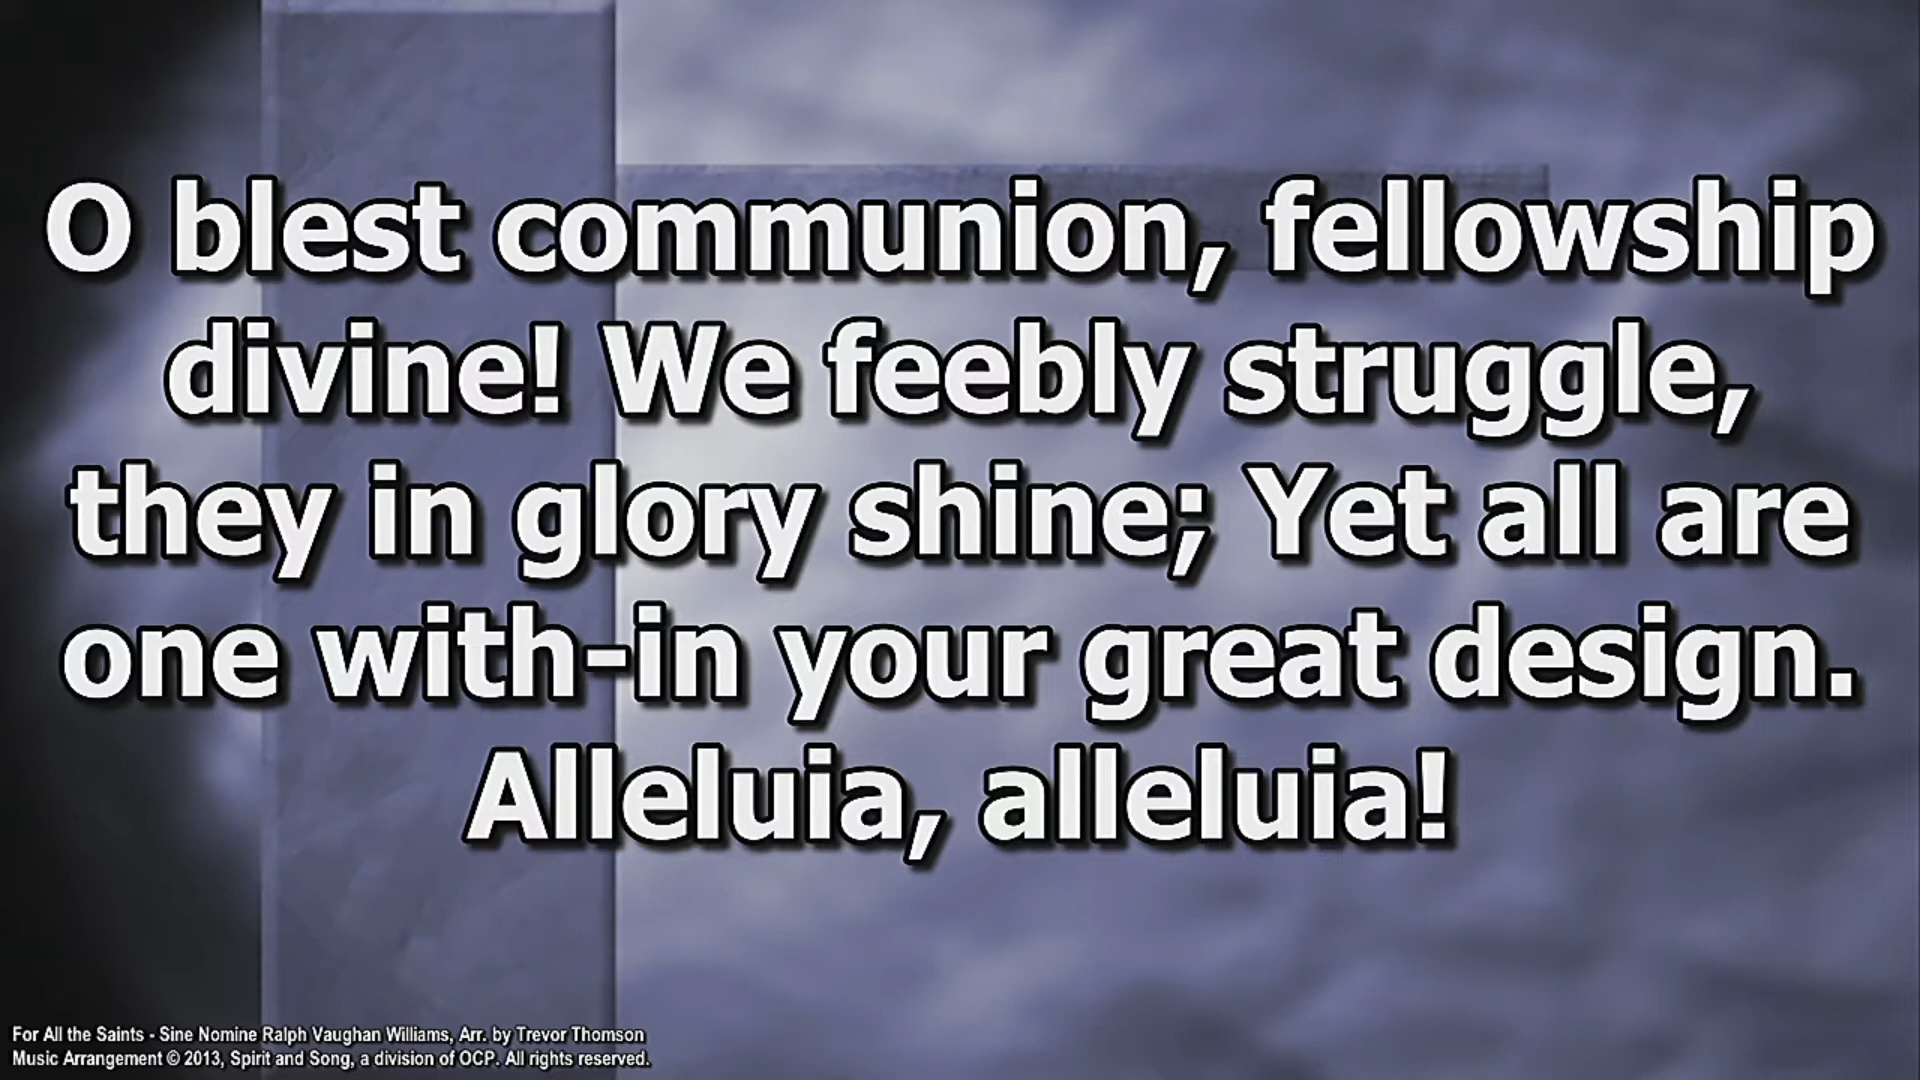 O blest communion, fellowship
divine! We feebly struggle,
they in glory shine; Yet all are
one with-in your great design.
Alleluia, alleluia!
For All the Saints - Sine Nomine Ralph Vaughan Williams, Arr. by Trevor Thomson
Music Arrangement © 2013, Spirit and Song, a division of OCP. All rights reserved.